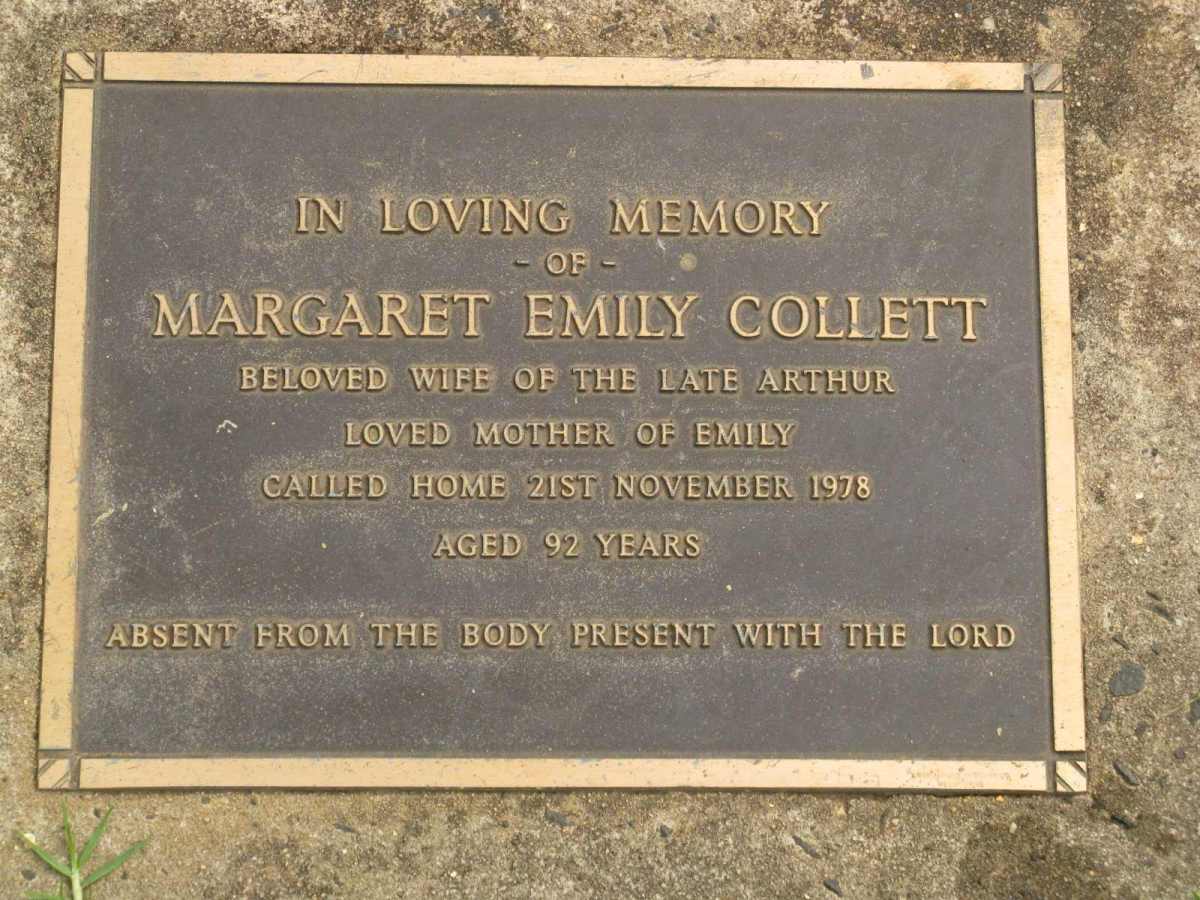 IN LOVING MEMORY
- OF -
MARGARET EMILY COLLETT
BELOVED WIFE OF THE LATE ARTHUR
LOVED MOTHER OF EMILY
CALLED HOME 21ST NOVEMBER 1978
AGED 92 YEARS
ABSENT FROM THE BODY PRESENT WITH THE LORD